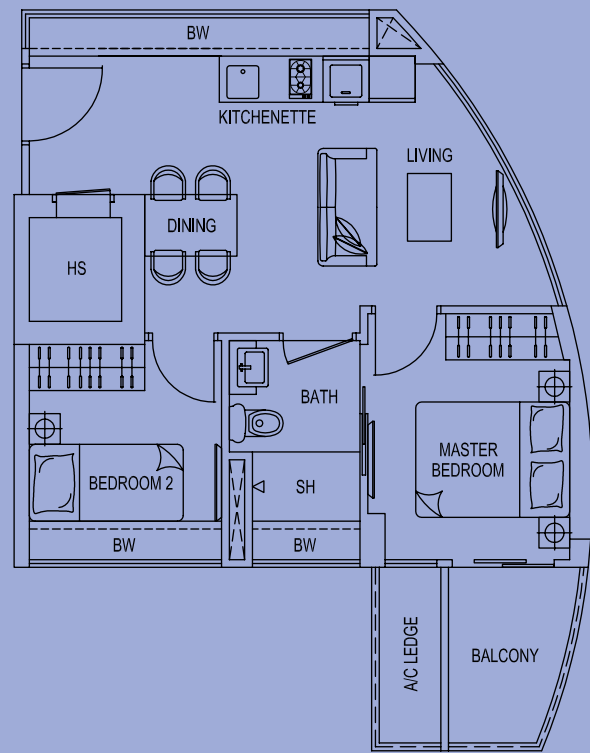 BW
KITCHENETTE
LIVING
DINING
HS
BATH
MASTER
BEDROOM
BEDROOM 2
SH
BW
BW
A/C LEDGE
BALCONY